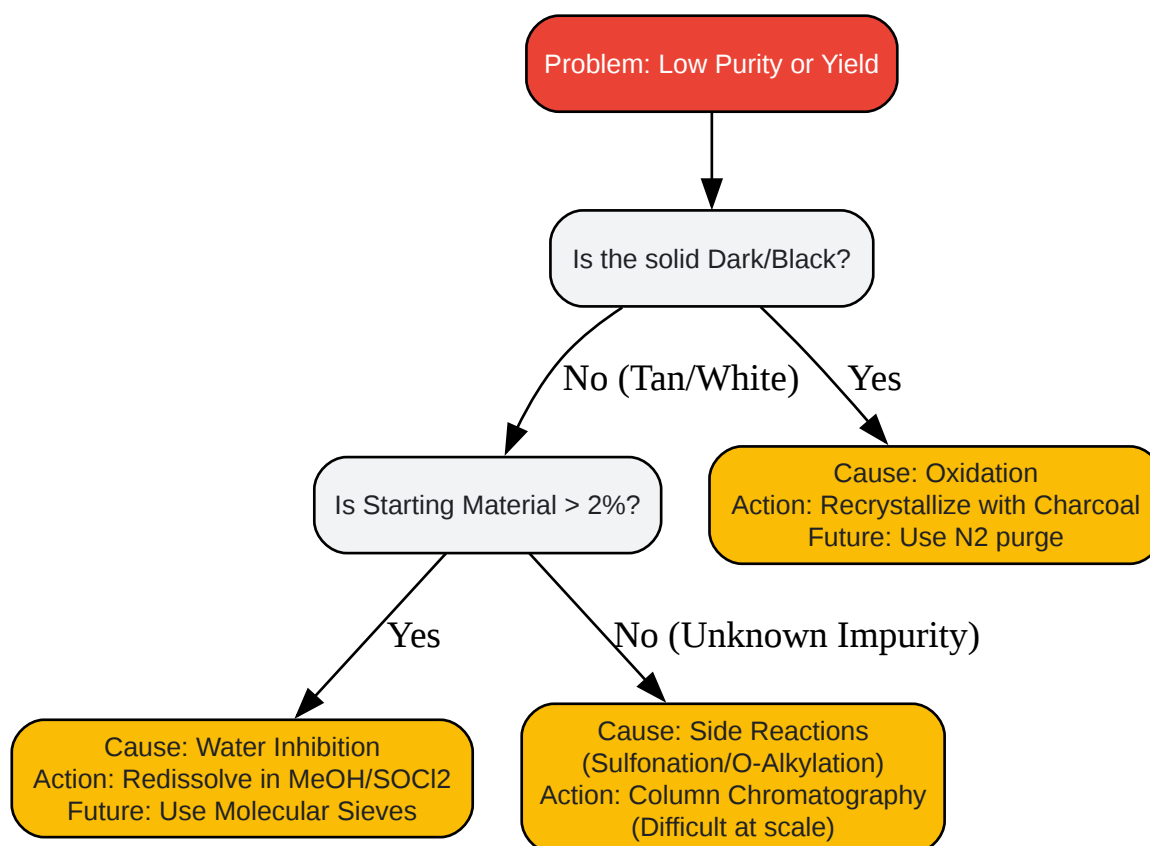 Problem: Low Purity or Yield
Is the solid Dark/Black?
No (Tan/White)
Yes
Is Starting Material > 2%?
Cause: Oxidation
Action: Recrystallize with Charcoal
Future: Use N2 purge
Yes
No (Unknown Impurity)
Cause: Water Inhibition
Action: Redissolve in MeOH/SOCl2
Future: Use Molecular Sieves
Cause: Side Reactions
(Sulfonation/O-Alkylation)
Action: Column Chromatography
(Difficult at scale)